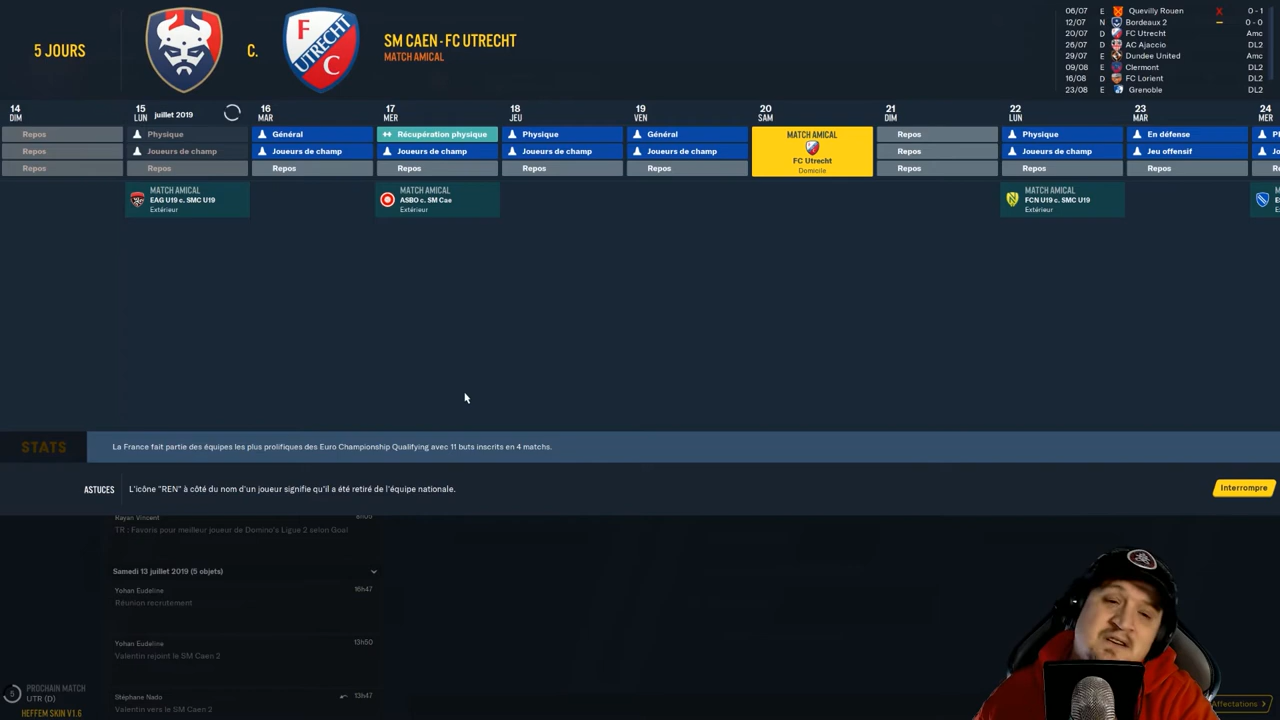 5 JOURS
C.
F
UTRECHT
C
SM CAEN - FC UTRECHT
MATCH AMICAL
06/07 E Quevilly Rouen X 0 - 1
12/07 N Bordeaux 2 – 0 - 0
20/07 D FC Utrecht Amc
26/07 D AC Ajaccio DL2
29/07 E Dundee United Amc
09/08 E Clermont DL2
16/08 D FC Lorient DL2
23/08 E Grenoble DL2
14 15 16 17 18 19 20 21 22 23 24
DIM LUN juillet 2019 MAR MER JEU VEN SAM DIM LUN MAR MER
Repos Physique Général Récupération physique Physique Général MATCH AMICAL Repos Physique En défense
Repos Joueurs de champ Joueurs de champ Joueurs de champ Joueurs de champ Joueurs de champ Repos Joueurs de champ Jeu offensif
Repos Repos Repos Repos Repos Repos FC Utrecht Repos Repos Repos
Domicile
MATCH AMICAL
EAG U19 c. SMC U19
Extérieur
MATCH AMICAL
ASBO c. SM Cae
Extérieur
MATCH AMICAL
FCN U19 c. SMC U19
Extérieur
STATS La France fait partie des équipes les plus prolifiques des Euro Championship Qualifying avec 11 buts inscrits en 4 matchs.
ASTUCES L'icône "REN" à côté du nom d'un joueur signifie qu'il a été retiré de l'équipe nationale.
Interrompre
Rayan Vincent
TR : Favoris pour meilleur joueur de Domino's Ligue 2 selon Goal
Samedi 13 juillet 2019 (5 objets)
Yohan Eudeline 16h47
Réunion recrutement
Yohan Eudeline 13h50
Valentin rejoint le SM Caen 2
Stéphane Nado 13h47
Valentin vers le SM Caen 2
5 PROCHAIN MATCH
UTR (D)
HEFFEM SKIN V1.6
Affectations